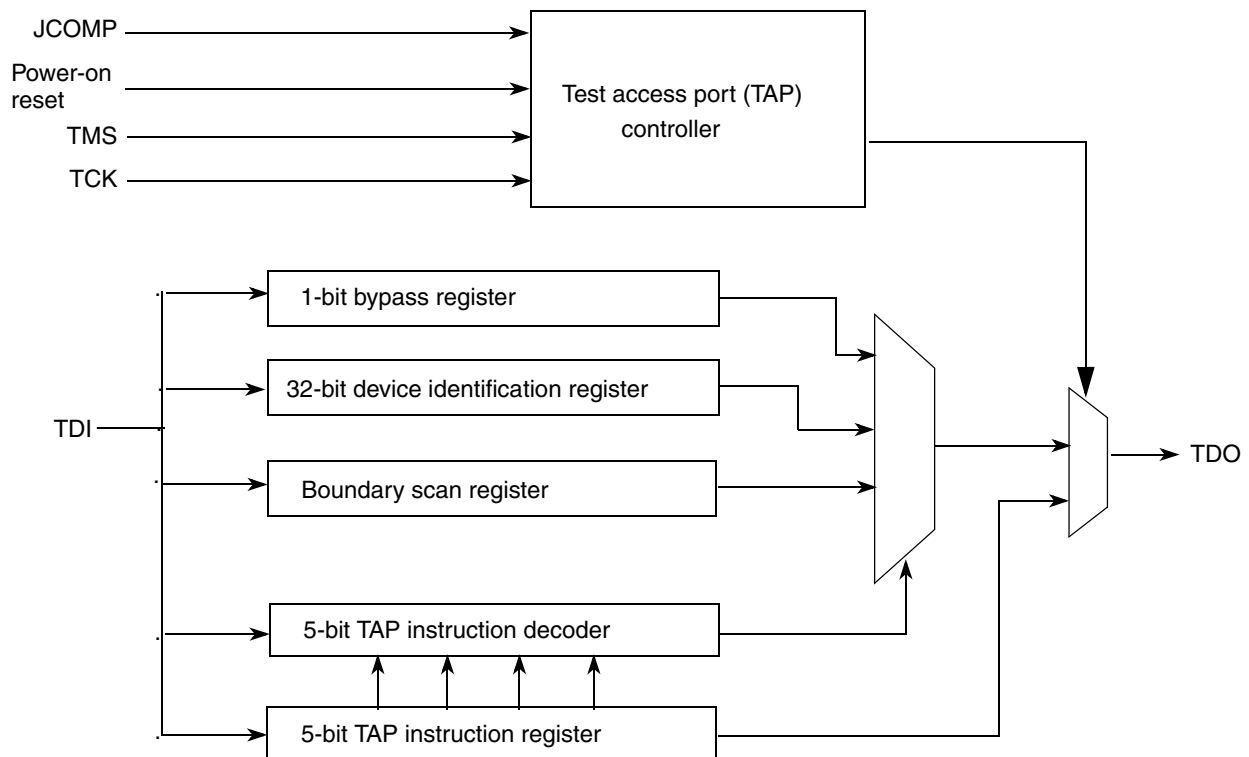 JCOMP
Power-on
reset
TMS
TCK
Test access port (TAP)
controller
1-bit bypass register
32-bit device identification register
TDI
Boundary scan register
TDO
5-bit TAP instruction decoder
5-bit TAP instruction register